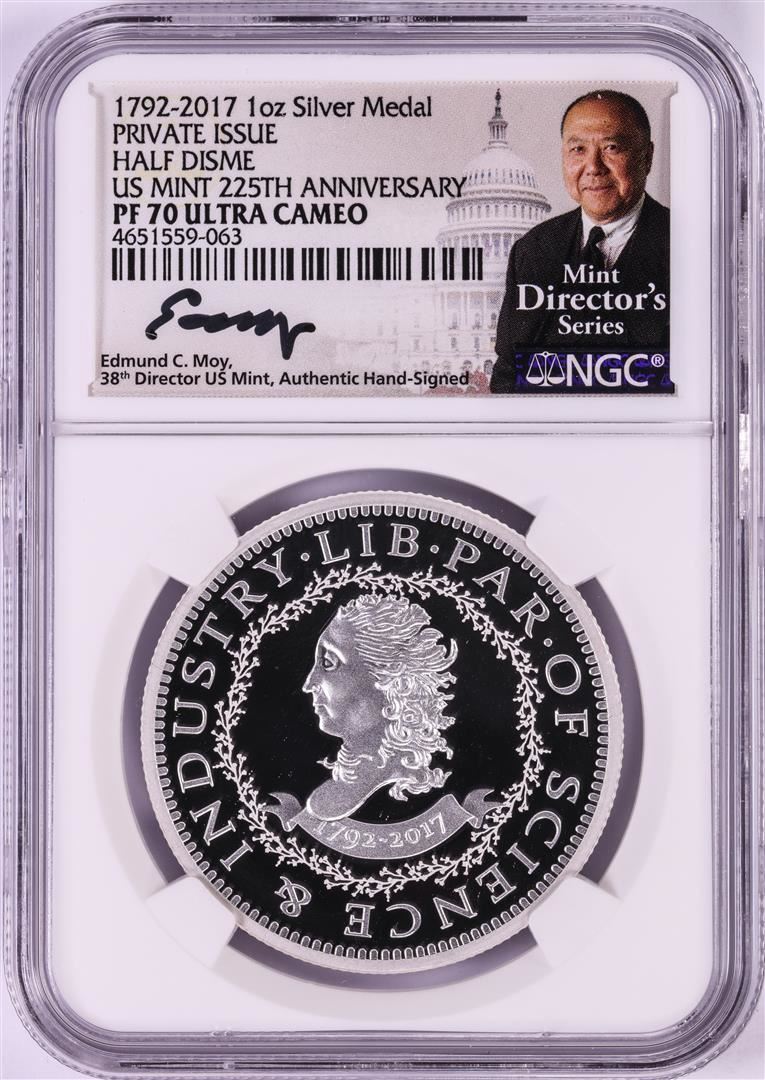 1792-2017 1oz Silver Medal
PRIVATE ISSUE
HALF DISME
US MINT 225TH ANNIVERSARY
PF 70 ULTRA CAMEO
4651559-063
Mint
Director's
Series
Edmund C. Moy,
38th Director US Mint, Authentic Hand-Signed
NGC®
LIB·PAR·OF SCIENCE & INDUSTRY·
1792-2017